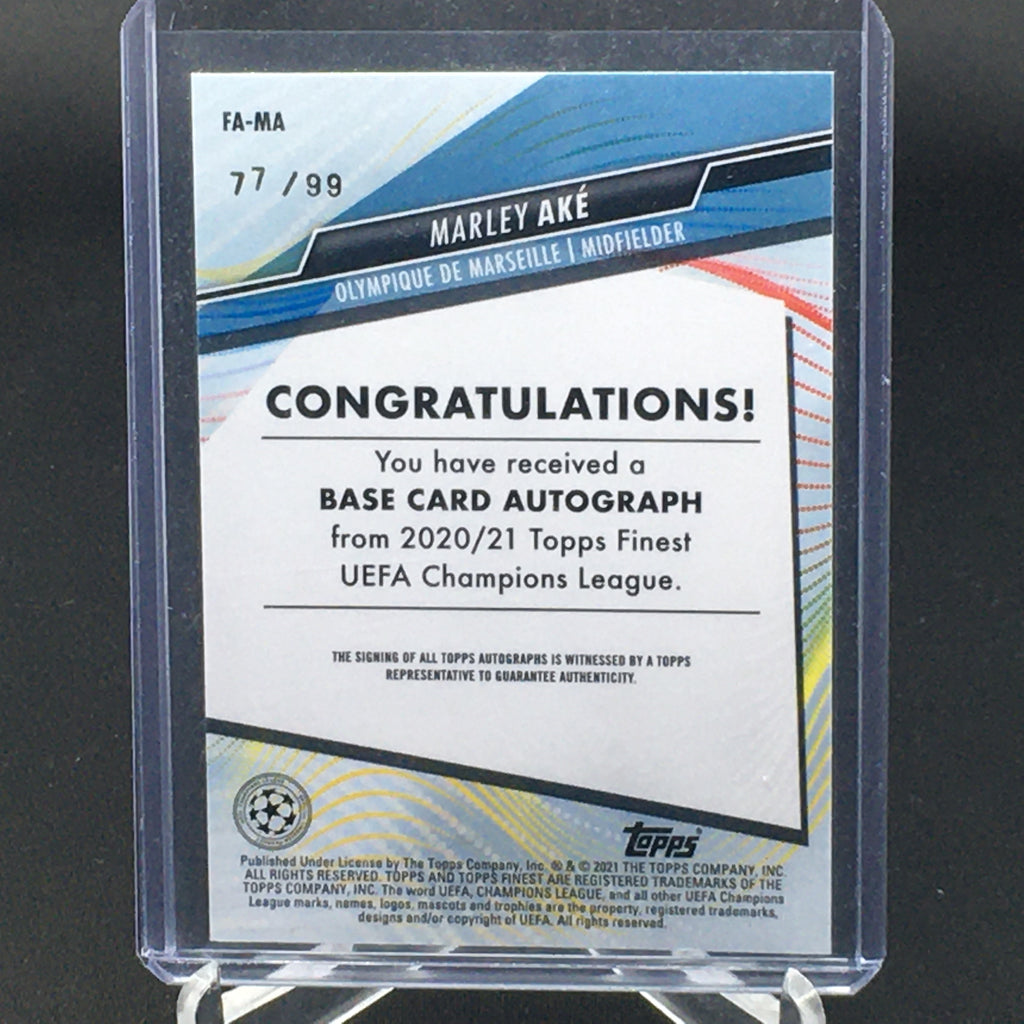 FA-MA
77 /99
MARLEY AKÉ
OLYMPIQUE DE MARSEILLE | MIDFIELDER
CONGRATULATIONS!
You have received a
BASE CARD AUTOGRAPH
from 2020/21 Topps Finest
UEFA Champions League.
THE SIGNING OF ALL TOPPS AUTOGRAPHS IS WITNESSED BY A TOPPS
REPRESENTATIVE TO GUARANTEE AUTHENTICITY.
topps
Published Under License by The Topps Company, Inc. ® & © 2021 THE TOPPS COMPANY, INC.
ALL RIGHTS RESERVED. TOPPS AND TOPPS FINEST ARE REGISTERED TRADEMARKS OF THE
TOPPS COMPANY, INC. The word UEFA, CHAMPIONS LEAGUE, and all other UEFA Champions
League marks, names, logos, mascots and trophies are the property, registered trademarks,
designs and/or copyright of UEFA. All rights reserved.